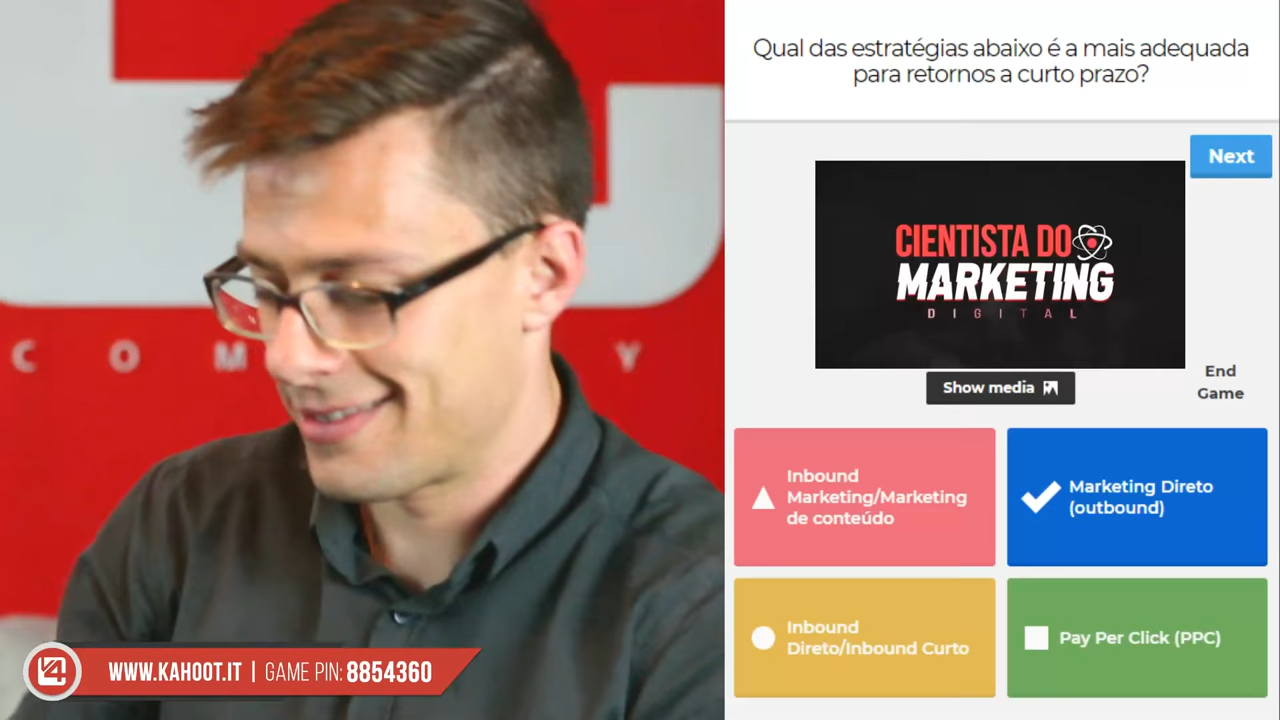 Qual das estratégias abaixo é a mais adequada
para retornos a curto prazo?
Next
CIENTISTA DO
MARKETING
DIGITAL
Show media
End
Game
Inbound
Marketing/Marketing
de conteúdo
Marketing Direto
(outbound)
Inbound
Direto/Inbound Curto
Pay Per Click (PPC)
C O M Y
V4
WWW.KAHOOT.IT | GAME PIN: 8854360